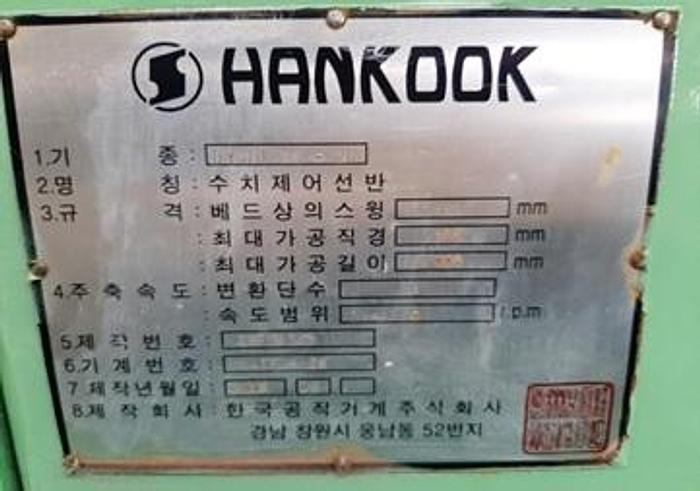 HANKOOK
1.기 종 :
2.명 칭 : 수 치 제 어 선 반
3.규 격 : 베 드 상 의 스 윙 mm
: 최 대 가 공 직 경 mm
: 최 대 가 공 길 이 mm
4.주 축 속 도 : 변 환 단 수
: 속 도 범 위 r.p.m
5.제 작 번 호 :
6.기 계 번 호 :
7 제작년월일 :
8.제 작 회 사 : 한 국 공 작 기 계 주 식 회 사
경남 창원시 웅남동 52번지